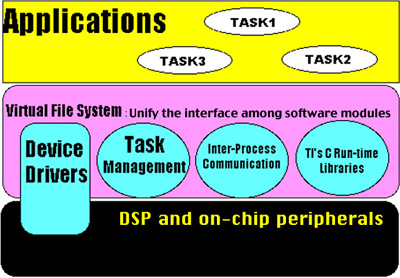 Applications
TASK1
TASK3
TASK2
Virtual File System : Unify the interface among software modules
Device
Drivers
Task
Management
Inter-Process
Communication
TI's C Run-time
Libraries
DSP and on-chip peripherals